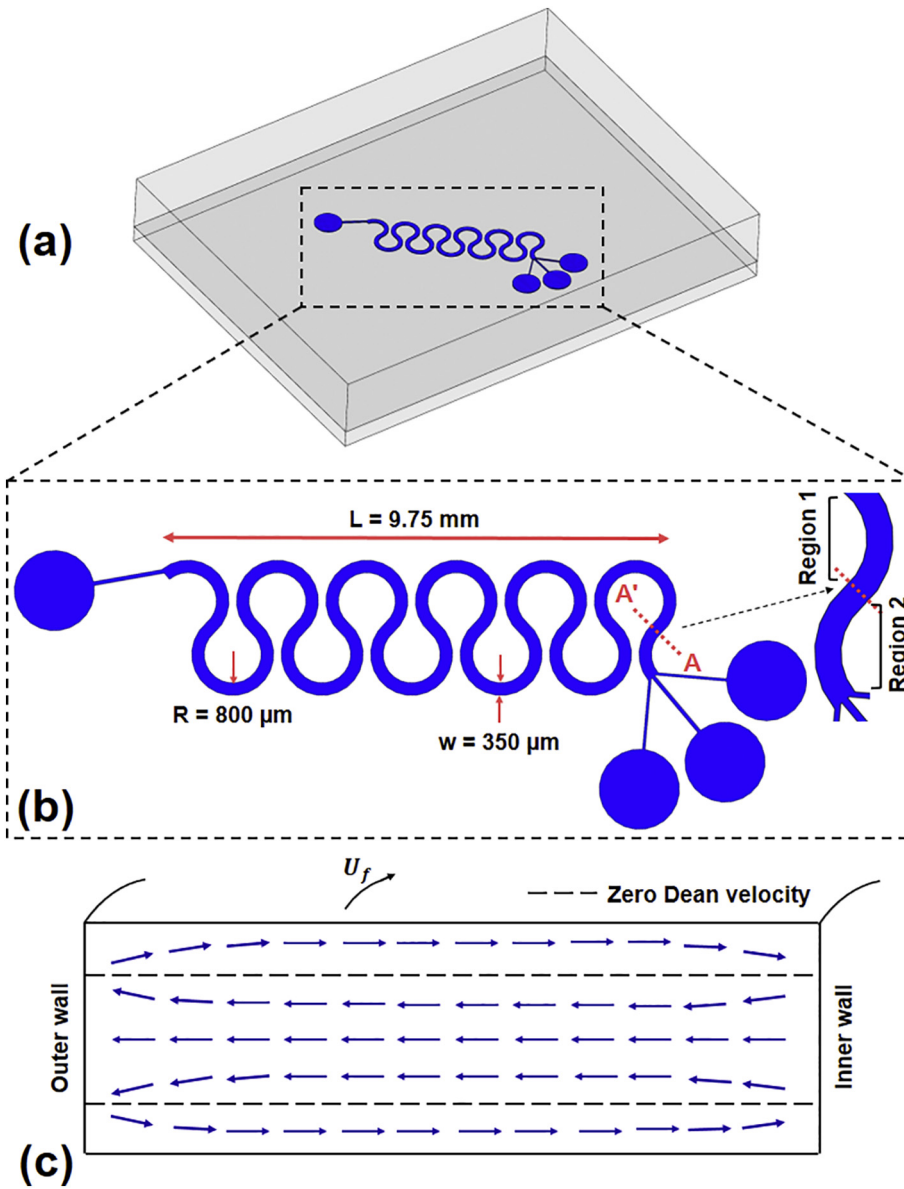 (a)
L = 9.75 mm
A'
A
R = 800 µm
w = 350 µm
Region 1
Region 2
(b)
U_f
Zero Dean velocity
Outer wall
Inner wall
(c)